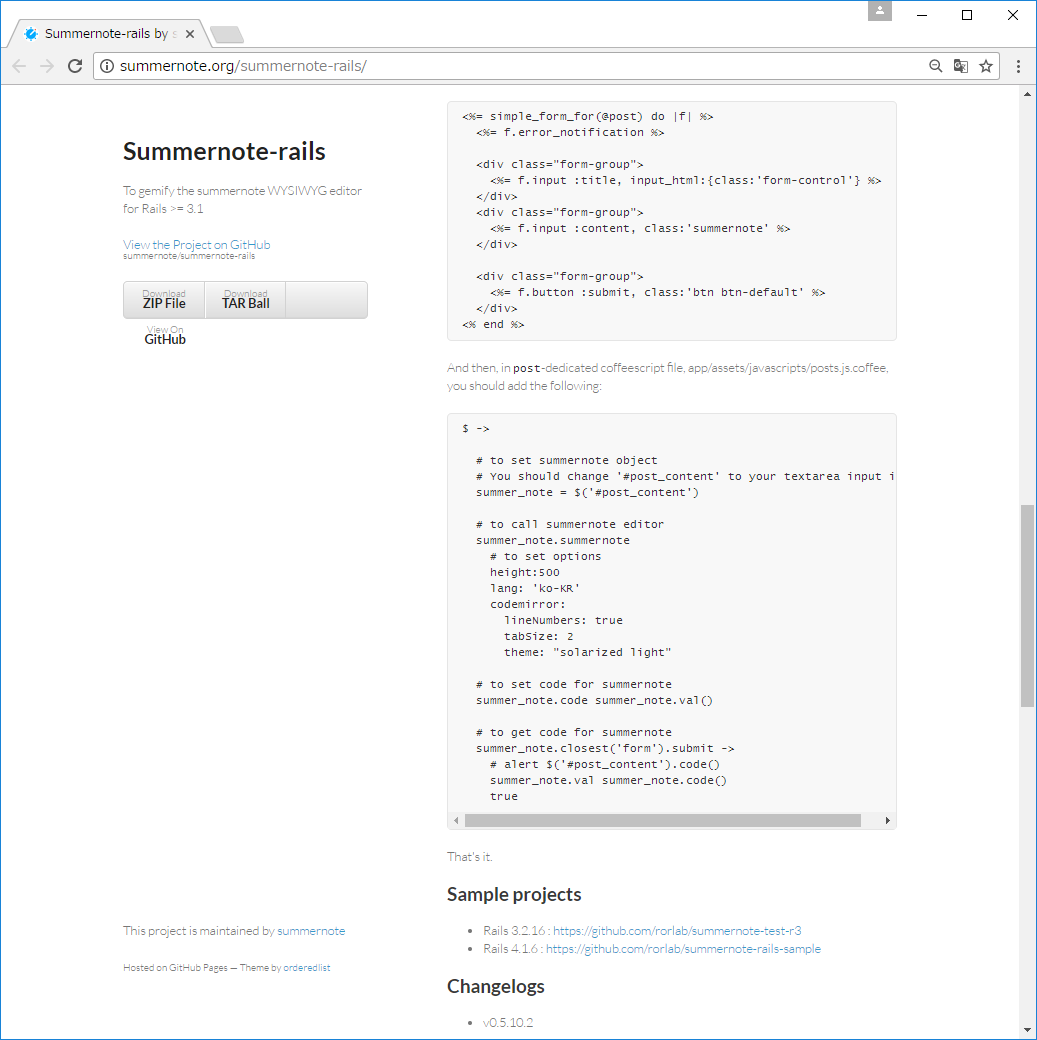 Summernote-rails by s
summernote.org/summernote-rails/
Summernote-rails
To gemify the summernote WYSIWYG editor
for Rails >= 3.1
View the Project on GitHub
summernote/summernote-rails
Download
ZIP File
Download
TAR Ball
View On
GitHub
This project is maintained by summernote
Hosted on GitHub Pages — Theme by orderedlist
<%= simple_form_for(@post) do |f| %>
  <%= f.error_notification %>

  <div class="form-group">
    <%= f.input :title, input_html:{class:'form-control'} %>
  </div>
  <div class="form-group">
    <%= f.input :content, class:'summernote' %>
  </div>

  <div class="form-group">
    <%= f.button :submit, class:'btn btn-default' %>
  </div>
<% end %>
And then, in post-dedicated coffeescript file, app/assets/javascripts/posts.js.coffee,
you should add the following:
$ ->

  # to set summernote object
  # You should change '#post_content' to your textarea input i
  summer_note = $('#post_content')

  # to call summernote editor
  summer_note.summernote
    # to set options
    height:500
    lang: 'ko-KR'
    codemirror:
      lineNumbers: true
      tabSize: 2
      theme: "solarized light"

  # to set code for summernote
  summer_note.code summer_note.val()

  # to get code for summernote
  summer_note.closest('form').submit ->
    # alert $('#post_content').code()
    summer_note.val summer_note.code()
    true
That's it.
Sample projects
• Rails 3.2.16 : https://github.com/rorlab/summernote-test-r3
• Rails 4.1.6 : https://github.com/rorlab/summernote-rails-sample
Changelogs
• v0.5.10.2